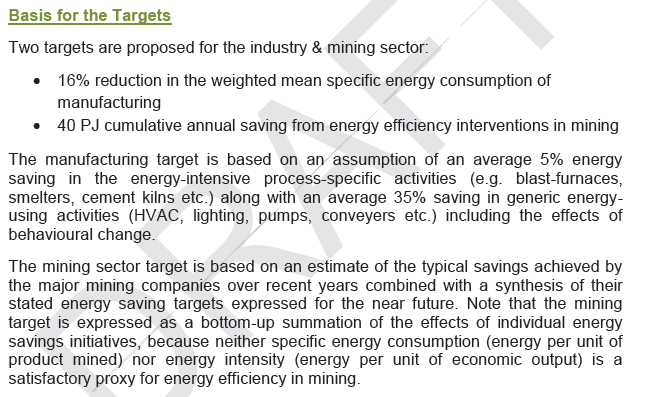 Basis for the Targets
Two targets are proposed for the industry & mining sector:
• 16% reduction in the weighted mean specific energy consumption of
manufacturing
• 40 PJ cumulative annual saving from energy efficiency interventions in mining
The manufacturing target is based on an assumption of an average 5% energy
saving in the energy-intensive process-specific activities (e.g. blast-furnaces,
smelters, cement kilns etc.) along with an average 35% saving in generic energy-
using activities (HVAC, lighting, pumps, conveyers etc.) including the effects of
behavioural change.
The mining sector target is based on an estimate of the typical savings achieved by
the major mining companies over recent years combined with a synthesis of their
stated energy saving targets expressed for the near future. Note that the mining
target is expressed as a bottom-up summation of the effects of individual energy
savings initiatives, because neither specific energy consumption (energy per unit of
product mined) nor energy intensity (energy per unit of economic output) is a
satisfactory proxy for energy efficiency in mining.
DRAFT